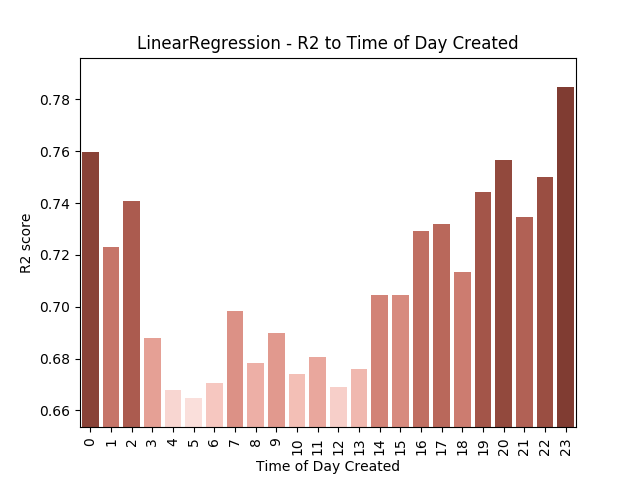 LinearRegression - R2 to Time of Day Created
R2 score
0.78
0.76
0.74
0.72
0.70
0.68
0.66
0 1 2 3 4 5 6 7 8 9 10 11 12 13 14 15 16 17 18 19 20 21 22 23
Time of Day Created